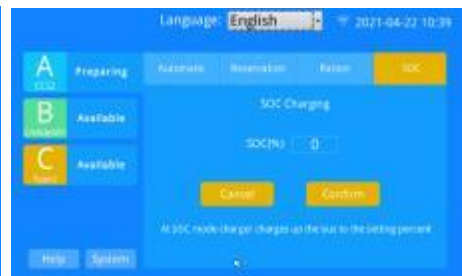 Language: English 2021-04-22 10:39
A Preparing Automatic Reservation SOC
CCS2
SOC Charging
B Available
SOC(%) 0
C Available
Cancel Confirm
At SOC mode charger charges up the bus to the setting percent
Help System